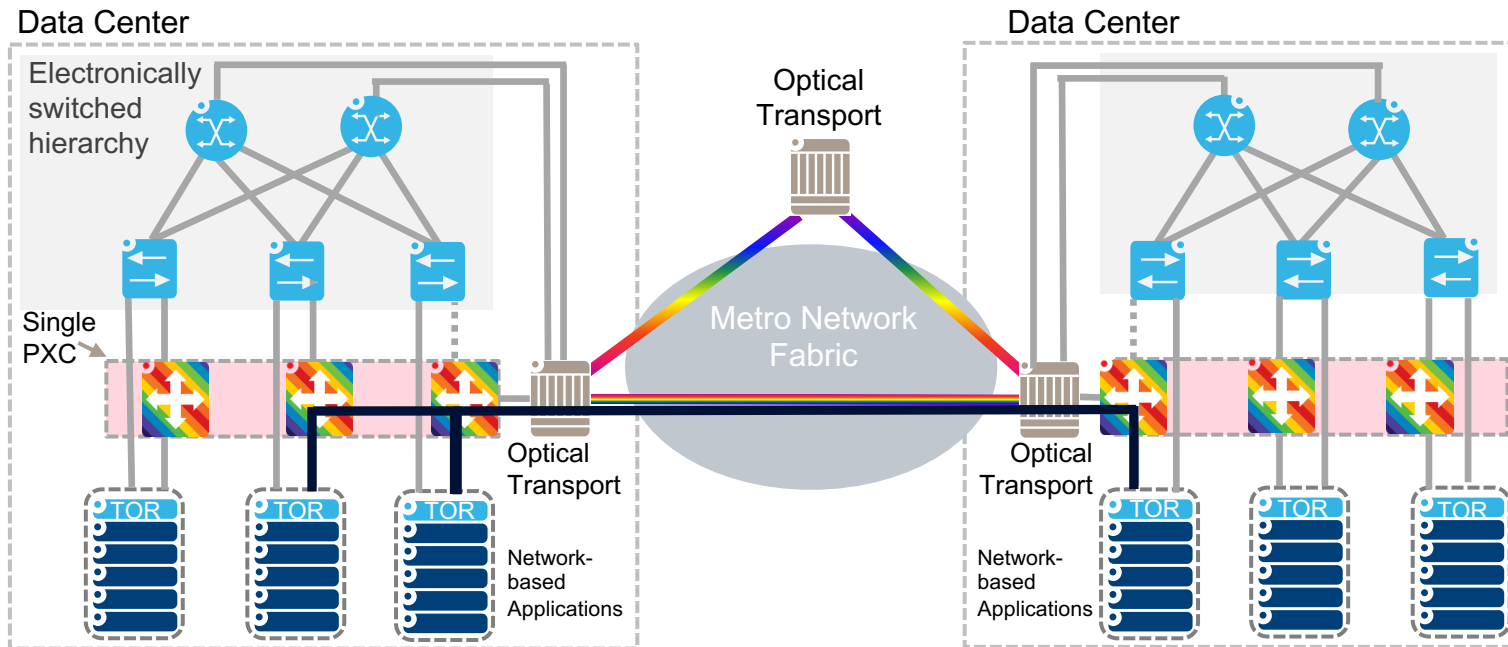 Data Center
Data Center
Electronically
switched
hierarchy
Optical
Transport
Single
PXC
Metro Network
Fabric
Optical
Transport
Optical
Transport
TOR
TOR
TOR
TOR
TOR
TOR
Network-
based
Applications
Network-
based
Applications